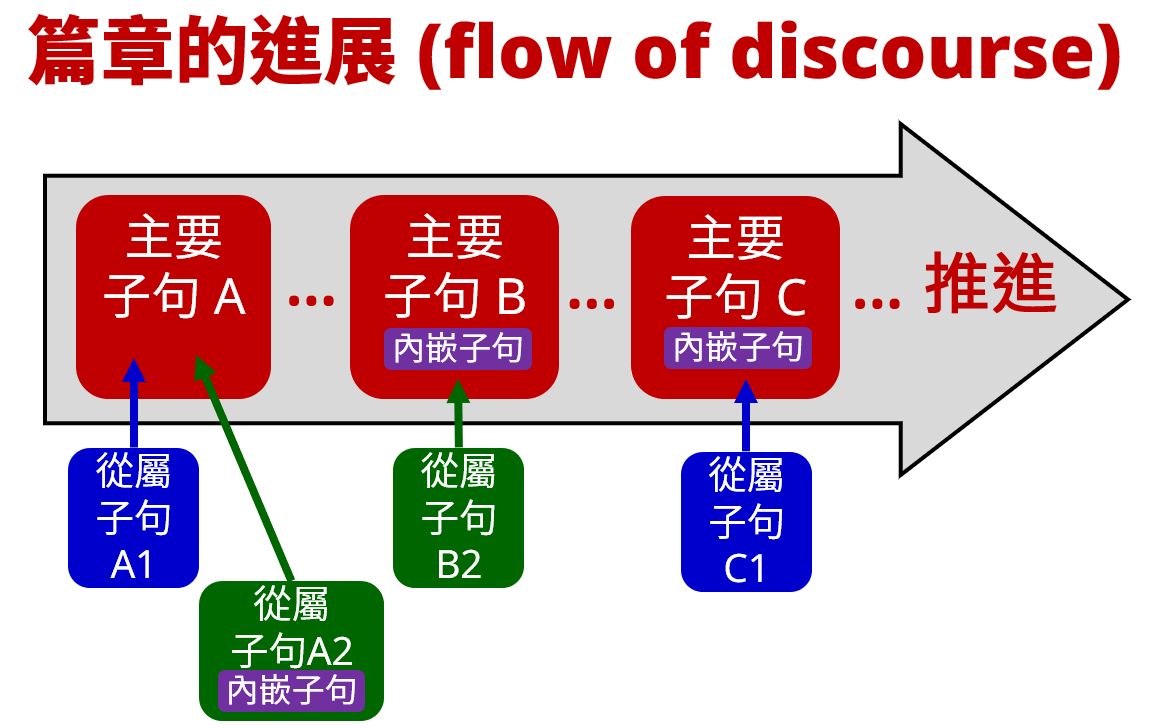 篇章的進展 (flow of discourse)
主要
子句 A
...
主要
子句 B
內嵌子句
...
主要
子句 C
內嵌子句
...
推進
從屬
子句
A1
從屬
子句A2
內嵌子句
從屬
子句
B2
從屬
子句
C1